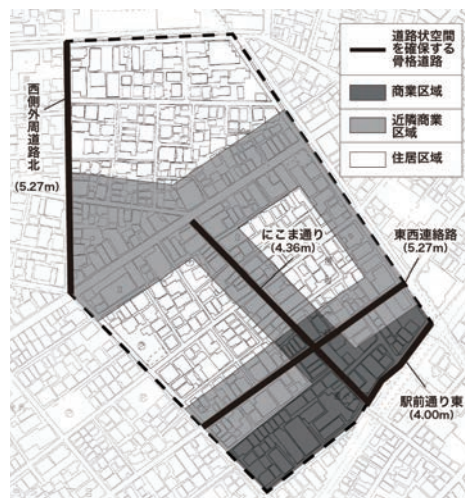 道路状空間
を確保する
骨格道路
商業区域
近隣商業
区域
住居区域
西側外周道路北
(5.27m)
にこま通り
(4.36m)
東西連絡路
(5.27m)
駅前通り東
(4.00m)